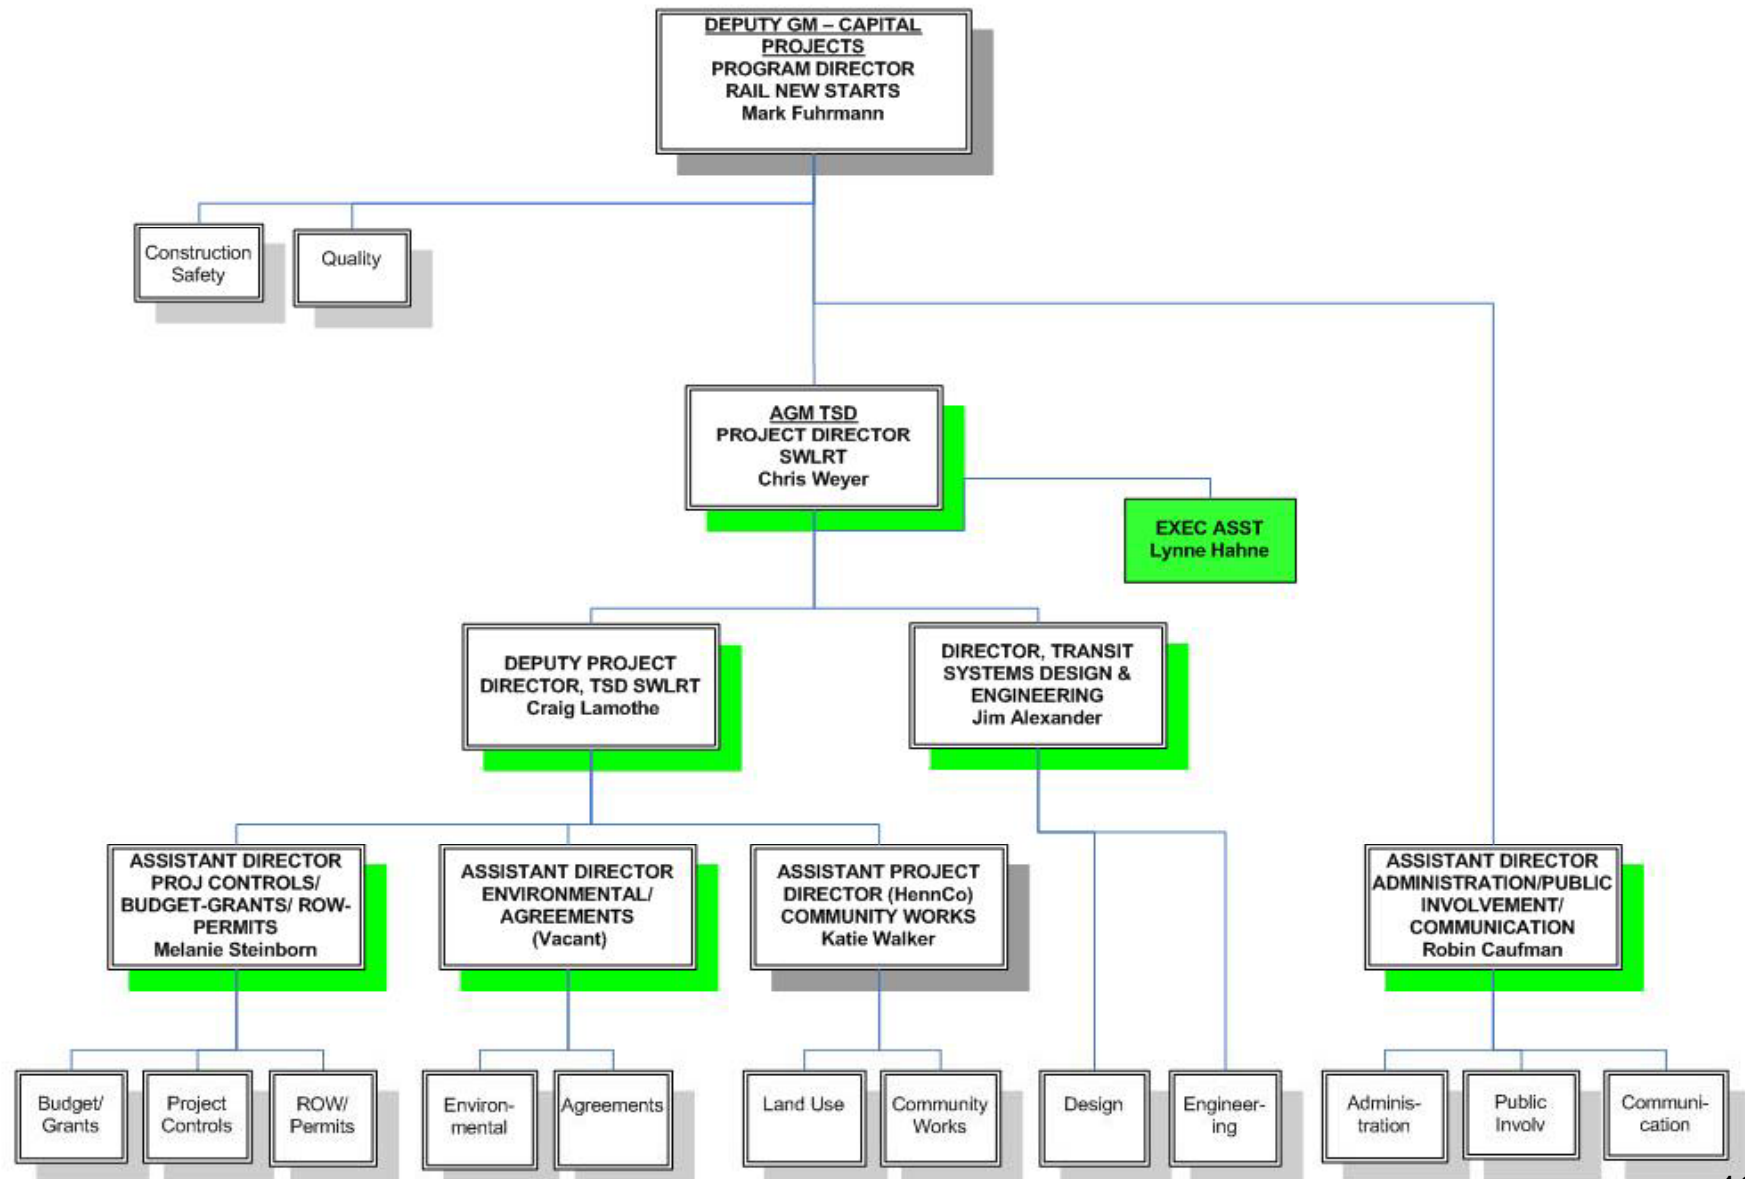 DEPUTY GM – CAPITAL
PROJECTS
PROGRAM DIRECTOR
RAIL NEW STARTS
Mark Fuhrmann
Construction
Safety
Quality
AGM TSD
PROJECT DIRECTOR
SWLRT
Chris Weyer
EXEC ASST
Lynne Hahne
DEPUTY PROJECT
DIRECTOR, TSD SWLRT
Craig Lamothe
DIRECTOR, TRANSIT
SYSTEMS DESIGN &
ENGINEERING
Jim Alexander
ASSISTANT DIRECTOR
PROJ CONTROLS/
BUDGET-GRANTS/ ROW-
PERMITS
Melanie Steinborn
ASSISTANT DIRECTOR
ENVIRONMENTAL/
AGREEMENTS
(Vacant)
ASSISTANT PROJECT
DIRECTOR (HennCo)
COMMUNITY WORKS
Katie Walker
ASSISTANT DIRECTOR
ADMINISTRATION/PUBLIC
INVOLVEMENT/
COMMUNICATION
Robin Caufman
Budget/
Grants
Project
Controls
ROW/
Permits
Environ-
mental
Agreements
Land Use
Community
Works
Design
Engineer-
ing
Adminis-
tration
Public
Involv
Communi-
cation